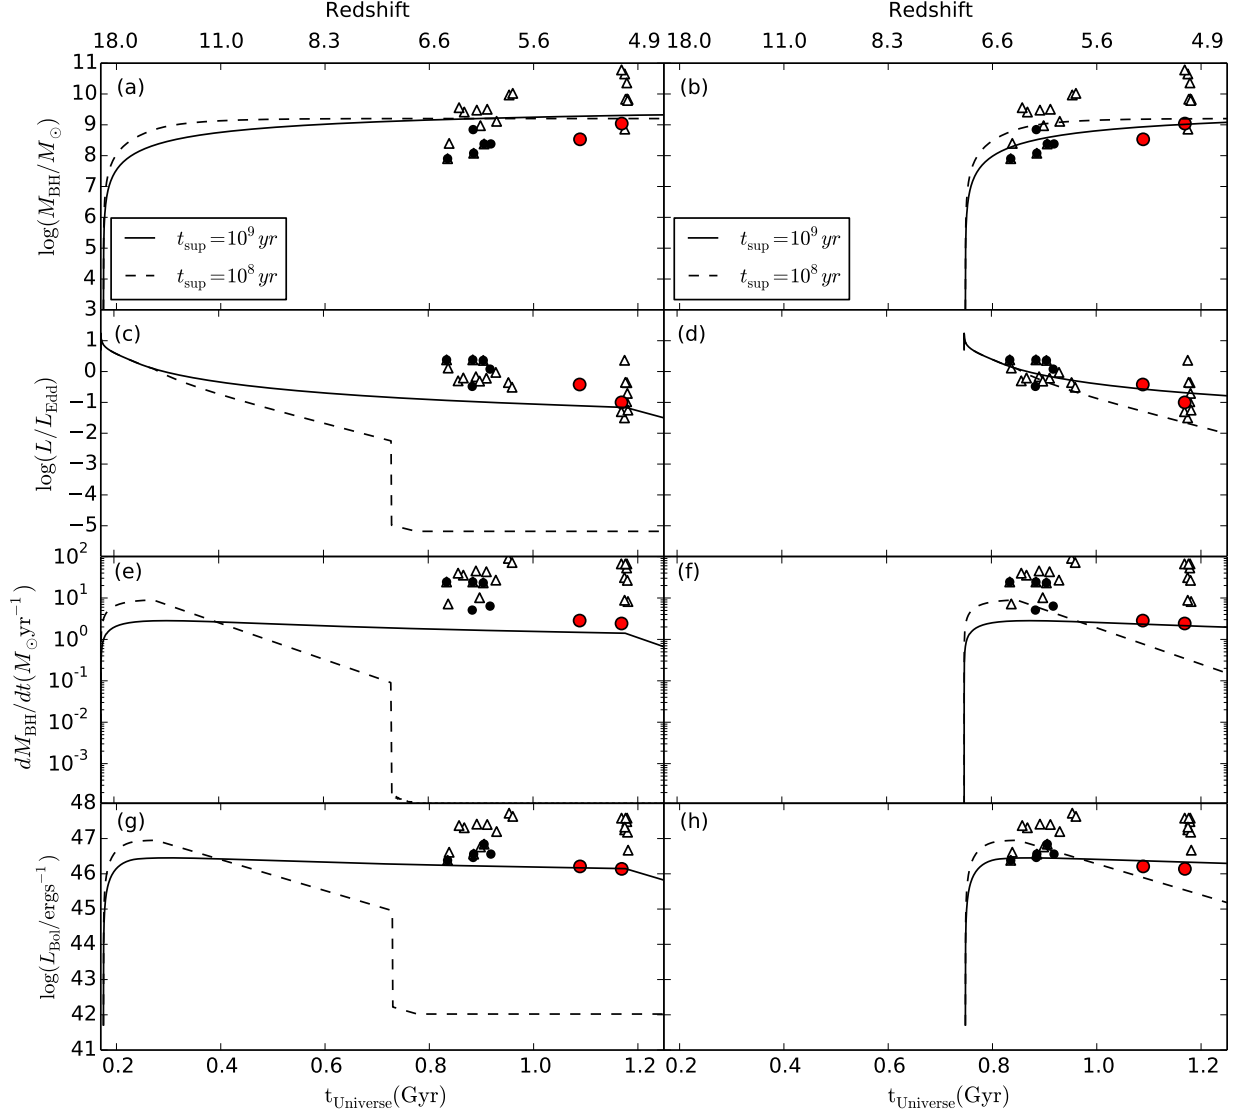 Redshift Redshift
18.0 11.0 8.3 6.6 5.6 4.9 18.0 11.0 8.3 6.6 5.6 4.9
11
10
9
8
7
6
5
4
3
log(M_BH/M_⊙)
(a) (b)
t_sup = 10^9 yr
t_sup = 10^8 yr
t_sup = 10^9 yr
t_sup = 10^8 yr
1
0
−1
−2
−3
−4
−5
log(L/L_Edd)
(c) (d)
10^2
10^1
10^0
10^-1
10^-2
10^-3
dM_BH/dt(M_⊙yr^−1)
(e) (f)
48
47
46
45
44
43
42
41
log(L_Bol/ergs^−1)
(g) (h)
0.2 0.4 0.6 0.8 1.0 1.2 0.2 0.4 0.6 0.8 1.0 1.2
t_Universe(Gyr) t_Universe(Gyr)